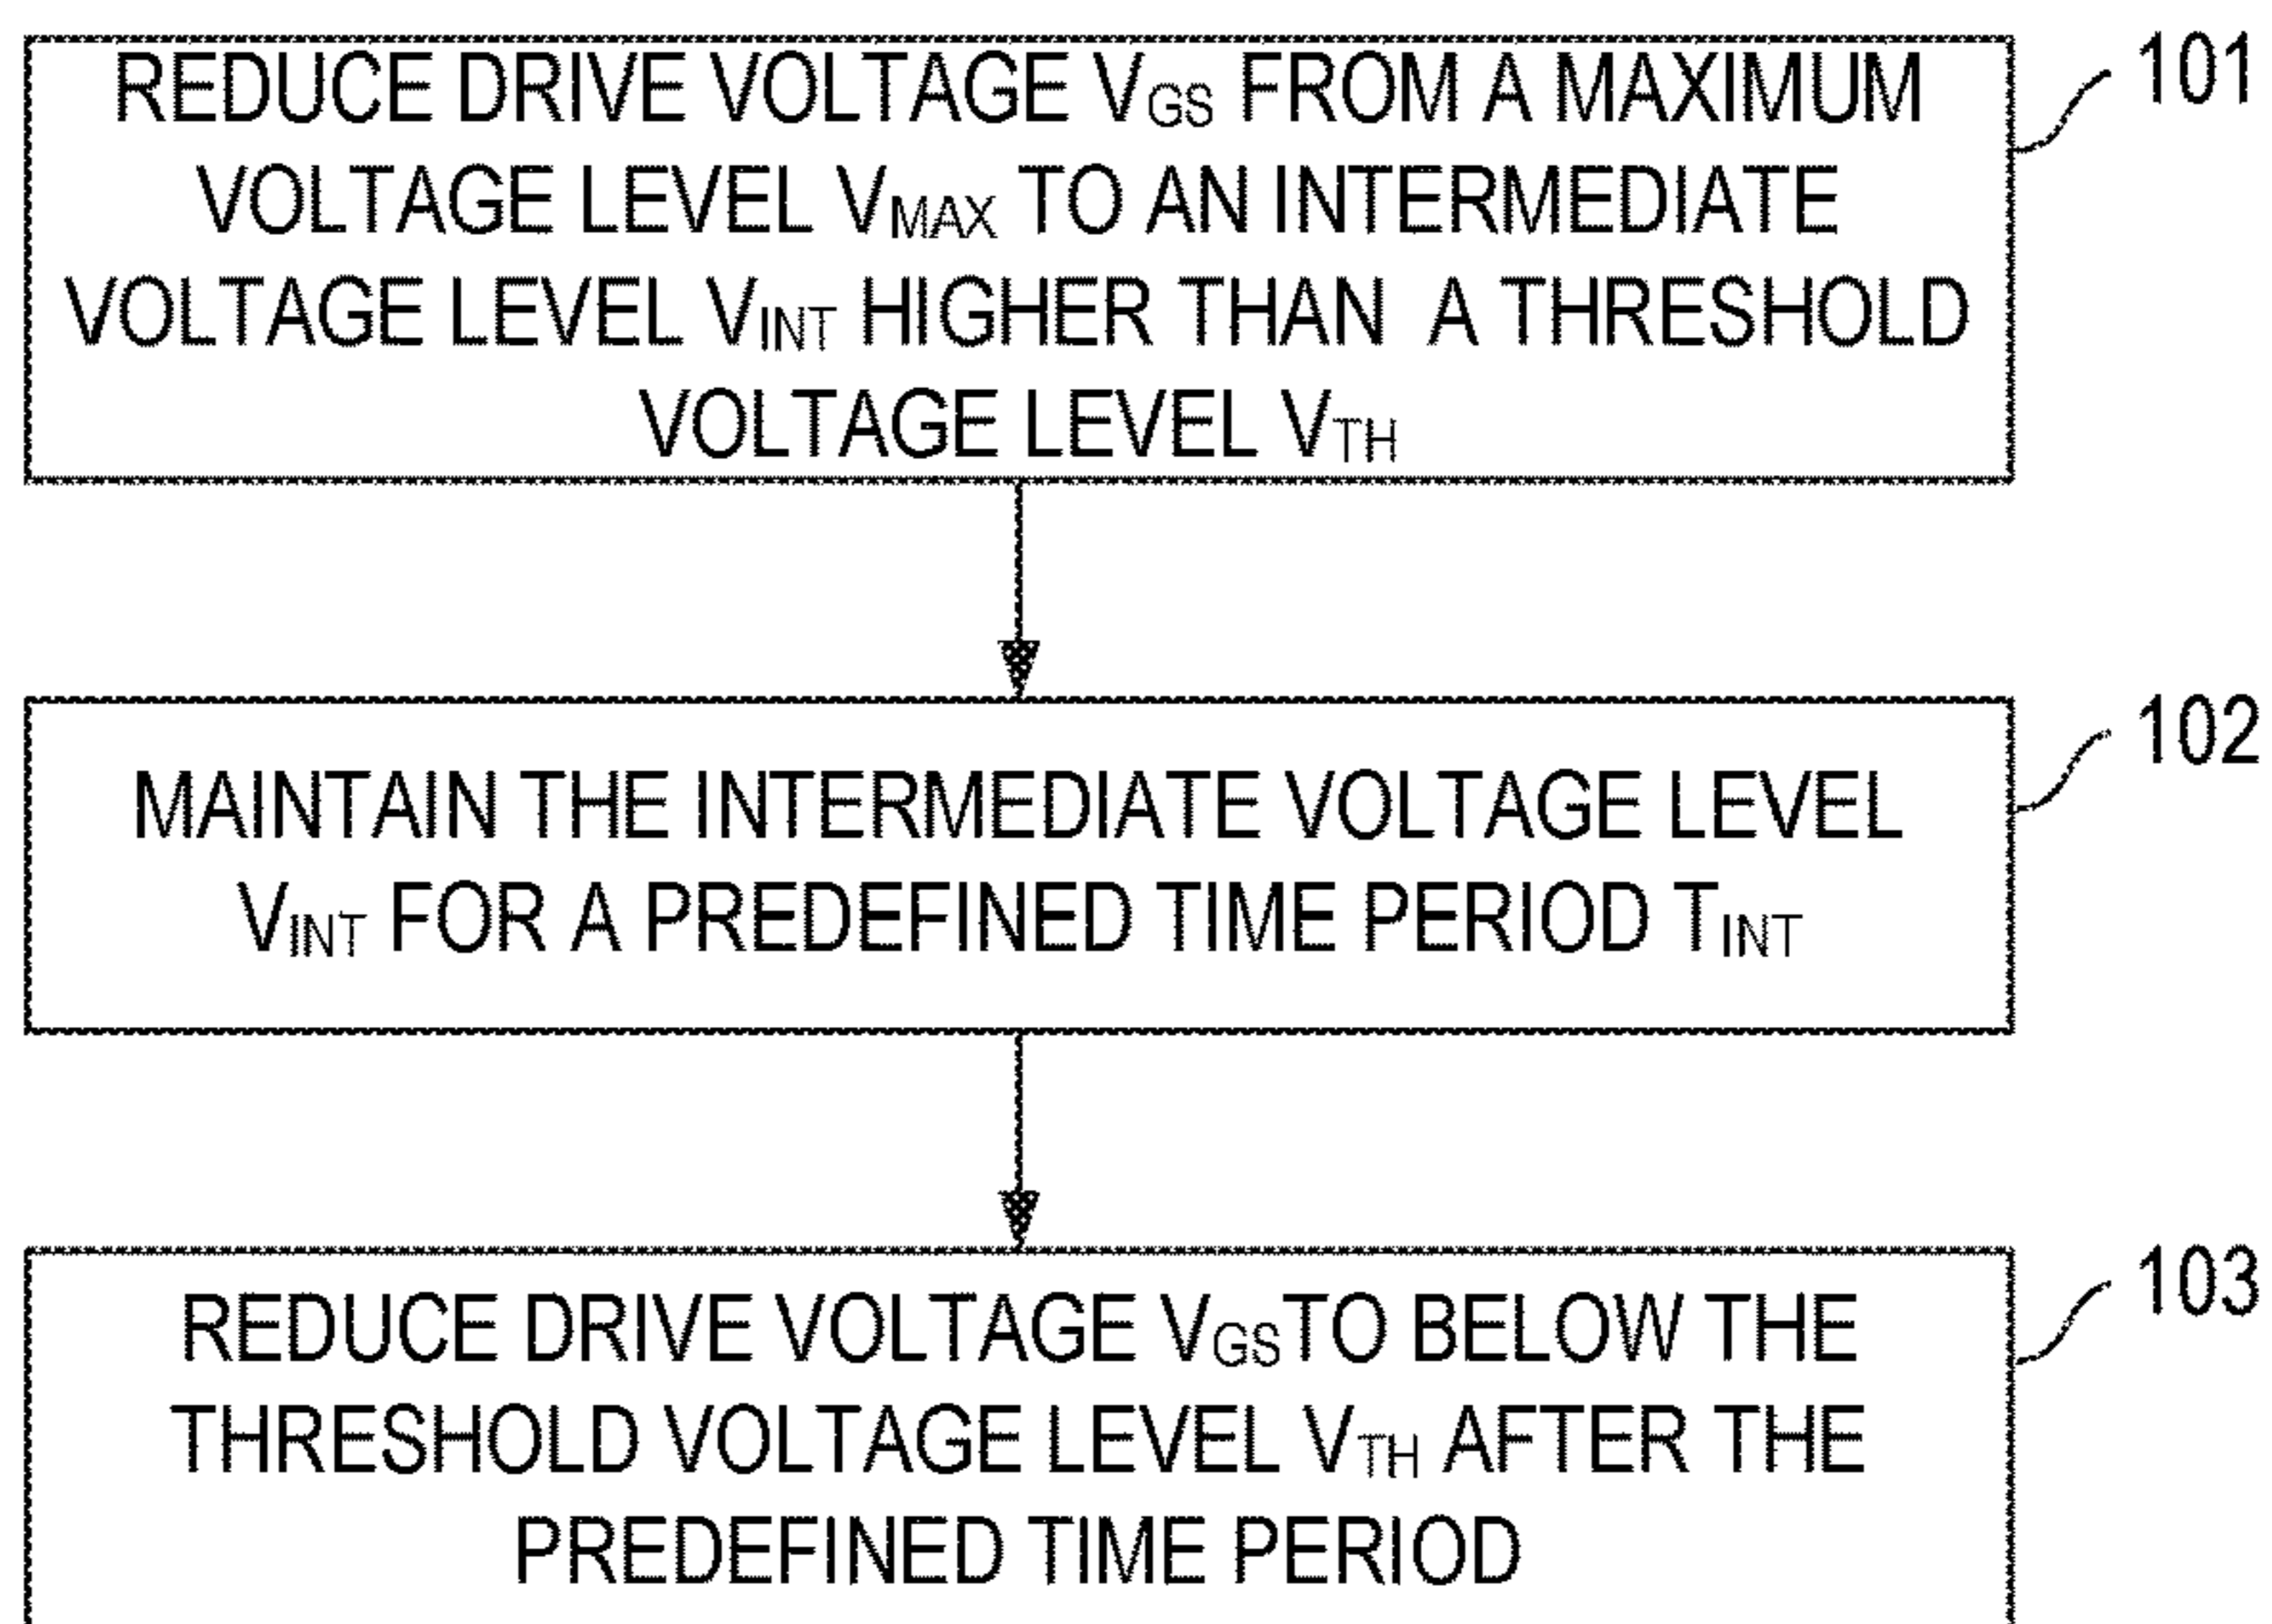 REDUCE DRIVE VOLTAGE VGS FROM A MAXIMUM
VOLTAGE LEVEL VMAX TO AN INTERMEDIATE
VOLTAGE LEVEL VINT HIGHER THAN A THRESHOLD
VOLTAGE LEVEL VTH
101
MAINTAIN THE INTERMEDIATE VOLTAGE LEVEL
VINT FOR A PREDEFINED TIME PERIOD TINT
102
REDUCE DRIVE VOLTAGE VGS TO BELOW THE
THRESHOLD VOLTAGE LEVEL VTH AFTER THE
PREDEFINED TIME PERIOD
103